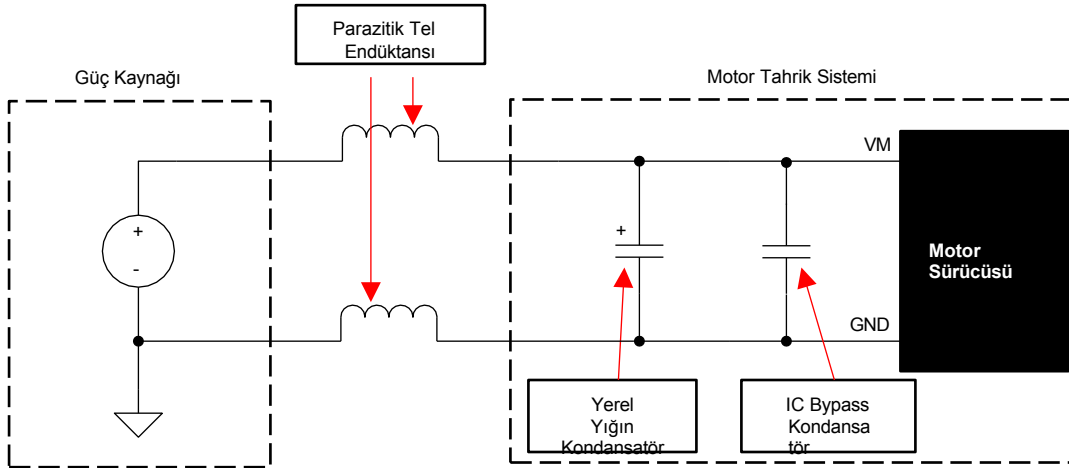 Parazitik Tel
Endüktansı
Güç Kaynağı
Motor Tahrik Sistemi
VM
+
-
+
Motor
Sürücüsü
GND
Yerel
Yığın
Kondansatör
IC Bypass
Kondansa
tör